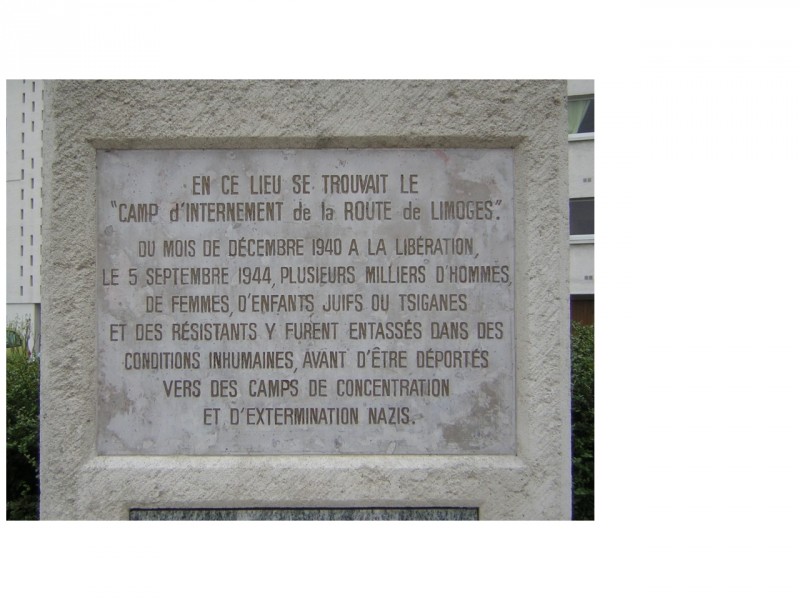 EN CE LIEU SE TROUVAIT LE
"CAMP d'INTERNEMENT de la ROUTE de LIMOGES".
DU MOIS DE DÉCEMBRE 1940 A LA LIBÉRATION,
LE 5 SEPTEMBRE 1944, PLUSIEURS MILLIERS D'HOMMES,
DE FEMMES, D'ENFANTS, JUIFS OU TSIGANES
ET DES RÉSISTANTS Y FURENT ENTASSÉS DANS DES
CONDITIONS INHUMAINES, AVANT D'ÊTRE DÉPORTÉS
VERS DES CAMPS DE CONCENTRATION
ET D'EXTERMINATION NAZIS.